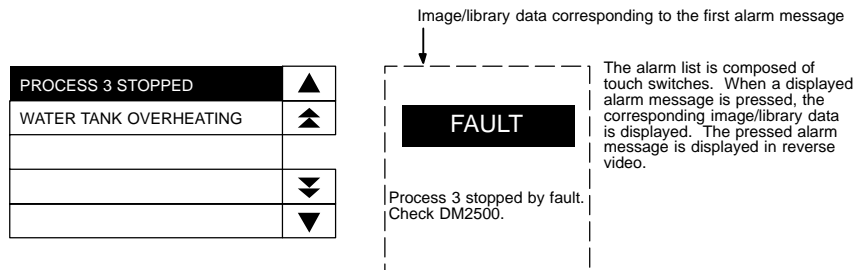 Image/library data corresponding to the first alarm message
PROCESS 3 STOPPED
WATER TANK OVERHEATING
FAULT
Process 3 stopped by fault.
Check DM2500.
The alarm list is composed of
touch switches. When a displayed
alarm message is pressed, the
corresponding image/library data
is displayed. The pressed alarm
message is displayed in reverse
video.